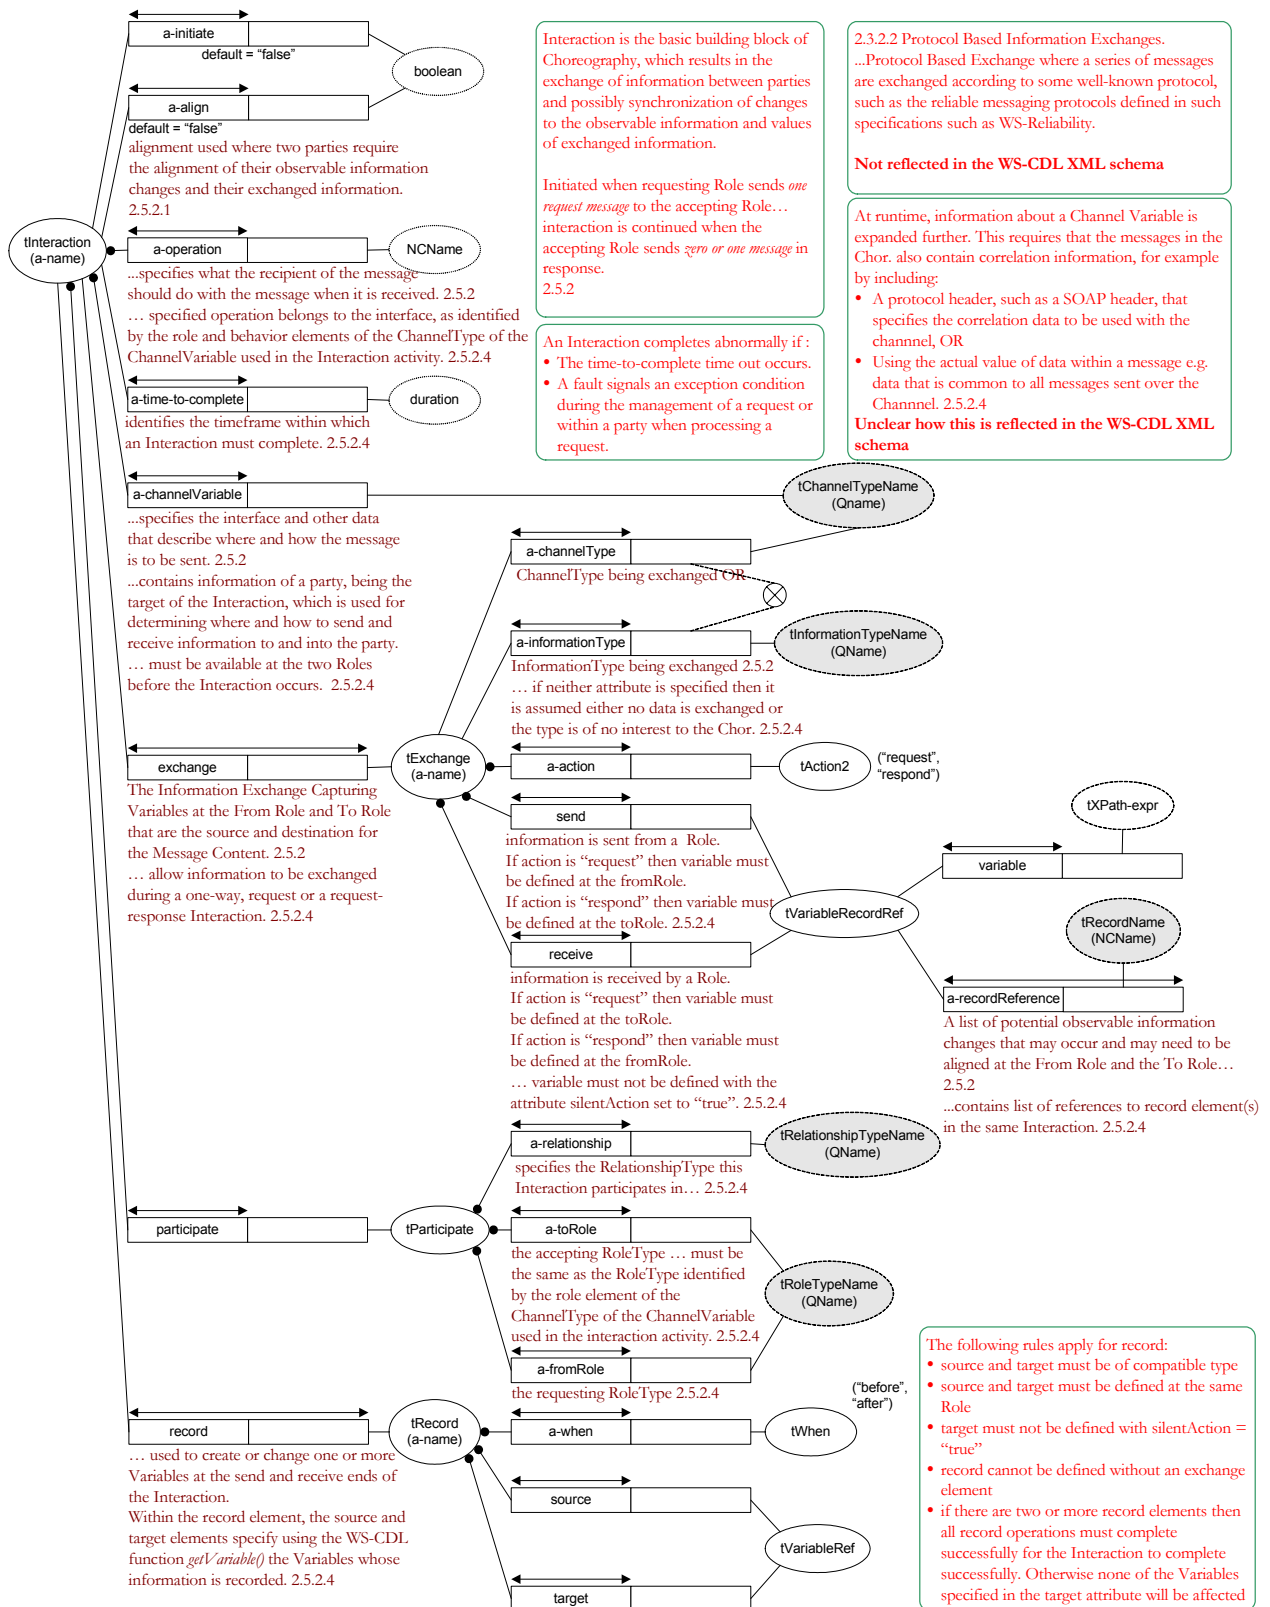 a-initiate
default = “false”
boolean
a-align
default = “false”
alignment used where two parties require
the alignment of their observable information
changes and their exchanged information.
2.5.2.1
tInteraction
(a-name)
a-operation
NCName
...specifies what the recipient of the message
should do with the message when it is received. 2.5.2
… specified operation belongs to the interface, as identified
by the role and behavior elements of the ChannelType of the
ChannelVariable used in the Interaction activity. 2.5.2.4
a-time-to-complete
duration
identifies the timeframe within which
an Interaction must complete. 2.5.2.4
Interaction is the basic building block of
Choreography, which results in the
exchange of information between parties
and possibly synchronization of changes
to the observable information and values
of exchanged information.
Initiated when requesting Role sends one
request message to the accepting Role…
interaction is continued when the
accepting Role sends zero or one message in
response.
2.5.2
An Interaction completes abnormally if :
• The time-to-complete time out occurs.
• A fault signals an exception condition
during the management of a request or
within a party when processing a
request.
2.3.2.2 Protocol Based Information Exchanges.
...Protocol Based Exchange where a series of messages
are exchanged according to some well-known protocol,
such as the reliable messaging protocols defined in such
specifications such as WS-Reliability.
Not reflected in the WS-CDL XML schema
At runtime, information about a Channel Variable is
expanded further. This requires that the messages in the
Chor. also contain correlation information, for example
by including:
• A protocol header, such as a SOAP header, that
specifies the correlation data to be used with the
channnel, OR
• Using the actual value of data within a message e.g.
data that is common to all messages sent over the
Channnel. 2.5.2.4
Unclear how this is reflected in the WS-CDL XML
schema
a-channelVariable
tChannelTypeName
(Qname)
...specifies the interface and other data
that describe where and how the message
is to be sent. 2.5.2
...contains information of a party, being the
target of the Interaction, which is used for
determining where and how to send and
receive information to and into the party.
… must be available at the two Roles
before the Interaction occurs. 2.5.2.4
a-channelType
ChannelType being exchanged OR
a-informationType
tInformationTypeName
(QName)
InformationType being exchanged 2.5.2
… if neither attribute is specified then it
is assumed either no data is exchanged or
the type is of no interest to the Chor. 2.5.2.4
exchange
tExchange
(a-name)
a-action
tAction2
(“request”,
“respond”)
The Information Exchange Capturing
Variables at the From Role and To Role
that are the source and destination for
the Message Content. 2.5.2
… allow information to be exchanged
during a one-way, request or a request-
response Interaction. 2.5.2.4
send
information is sent from a Role.
If action is “request” then variable must
be defined at the fromRole.
If action is “respond” then variable must
be defined at the toRole. 2.5.2.4
tVariableRecordRef
tXPath-expr
variable
tRecordName
(NCName)
a-recordReference
A list of potential observable information
changes that may occur and may need to be
aligned at the From Role and the To Role…
2.5.2
...contains list of references to record element(s)
in the same Interaction. 2.5.2.4
receive
information is received by a Role.
If action is “request” then variable must
be defined at the toRole.
If action is “respond” then variable must
be defined at the fromRole.
… variable must not be defined with the
attribute silentAction set to “true”. 2.5.2.4
a-relationship
tRelationshipTypeName
(QName)
specifies the RelationshipType this
Interaction participates in… 2.5.2.4
participate
tParticipate
a-toRole
the accepting RoleType … must be
the same as the RoleType identified
by the role element of the
ChannelType of the ChannelVariable
used in the interaction activity. 2.5.2.4
tRoleTypeName
(QName)
a-fromRole
the requesting RoleType 2.5.2.4
record
tRecord
(a-name)
a-when
tWhen
(“before”,
“after”)
… used to create or change one or more
Variables at the send and receive ends of
the Interaction.
Within the record element, the source and
target elements specify using the WS-CDL
function getVariable() the Variables whose
information is recorded. 2.5.2.4
source
tVariableRef
target
The following rules apply for record:
• source and target must be of compatible type
• source and target must be defined at the same
Role
• target must not be defined with silentAction =
“true”
• record cannot be defined without an exchange
element
• if there are two or more record elements then
all record operations must complete
successfully for the Interaction to complete
successfully. Otherwise none of the Variables
specified in the target attribute will be affected